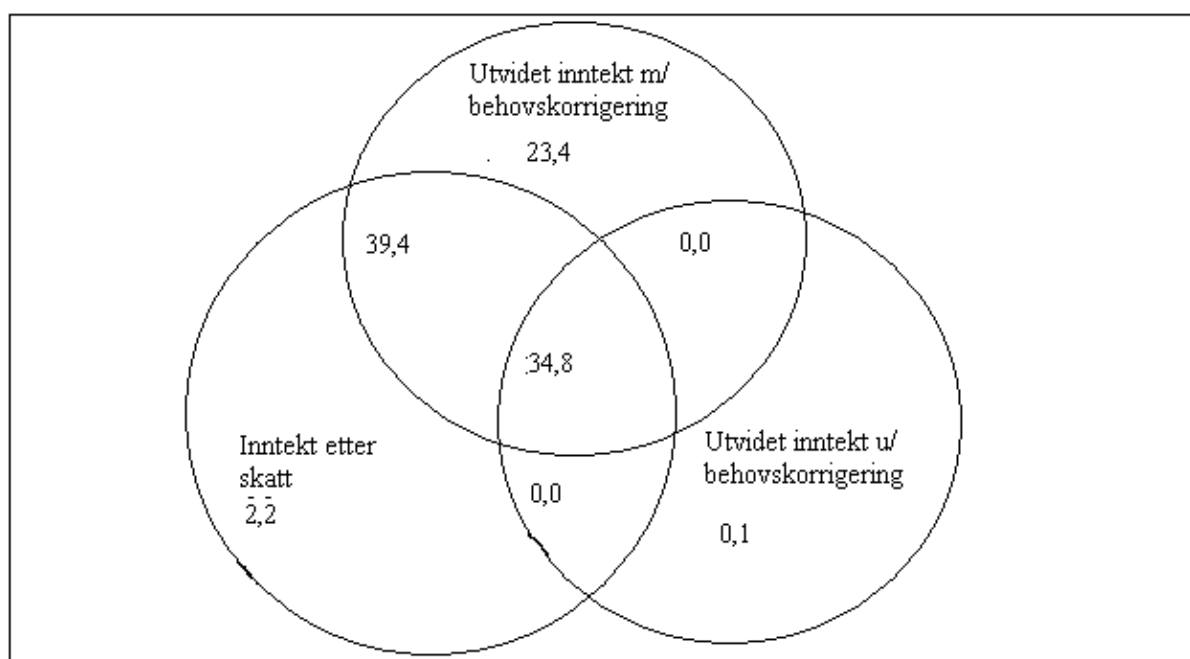 Utvidet inntekt m/
behovskorrigering
23,4
39,4
0,0
34,8
Inntekt etter
skatt
2,2
Utvidet inntekt u/
behovskorrigering
0,0
0,1